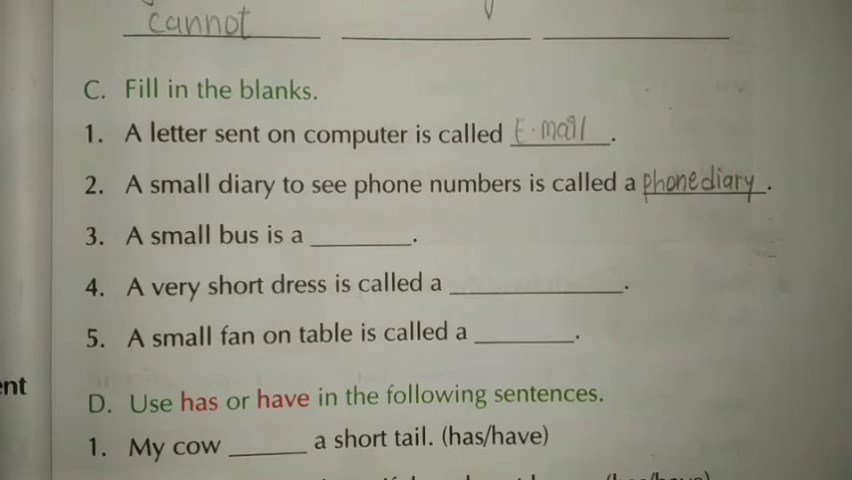 cannot
C. Fill in the blanks.
1. A letter sent on computer is called E-mail.
2. A small diary to see phone numbers is called a phonediary.
3. A small bus is a ________.
4. A very short dress is called a ______________.
5. A small fan on table is called a ________.
ent
D. Use has or have in the following sentences.
1. My cow ______ a short tail. (has/have)